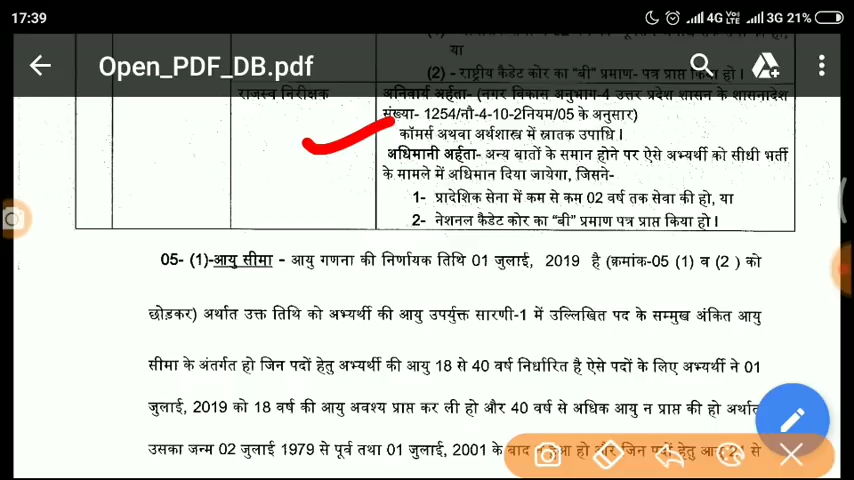 17:39
4G VoLTE 3G 21%
Open_PDF_DB.pdf
या
(2) - राष्ट्रीय कैडेट कोर का "बी" प्रमाण- पत्र प्राप्त किया हो।
राजस्व निरीक्षक
अनिवार्य अर्हता- (नगर विकास अनुभाग-4 उत्तर प्रदेश शासन के शासनादेश
संख्या- 1254/नौ-4-10-2नियम/05 के अनुसार)
कॉमर्स अथवा अर्थशास्त्र में स्नातक उपाधि।
अधिमानी अर्हता- अन्य बातों के समान होने पर ऐसे अभ्यर्थी को सीधी भर्ती
के मामले में अधिमान दिया जायेगा, जिसने-
1- प्रादेशिक सेना में कम से कम 02 वर्ष तक सेवा की हो, या
2- नेशनल कैडेट कोर का "बी" प्रमाण पत्र प्राप्त किया हो।
05- (1)-आयु सीमा - आयु गणना की निर्णायक तिथि 01 जुलाई, 2019 है (क्रमांक-05 (1) व (2 ) को
छोड़कर) अर्थात उक्त तिथि को अभ्यर्थी की आयु उपर्युक्त सारणी-1 में उल्लिखित पद के सम्मुख अंकित आयु
सीमा के अंतर्गत हो जिन पदों हेतु अभ्यर्थी की आयु 18 से 40 वर्ष निर्धारित है ऐसे पदों के लिए अभ्यर्थी ने 01
जुलाई, 2019 को 18 वर्ष की आयु अवश्य प्राप्त कर ली हो और 40 वर्ष से अधिक आयु न प्राप्त की हो अर्थात
उसका जन्म 02 जुलाई 1979 से पूर्व तथा 01 जुलाई, 2001 के बाद न हुआ हो और जिन पदों हेतु आयु 21 से